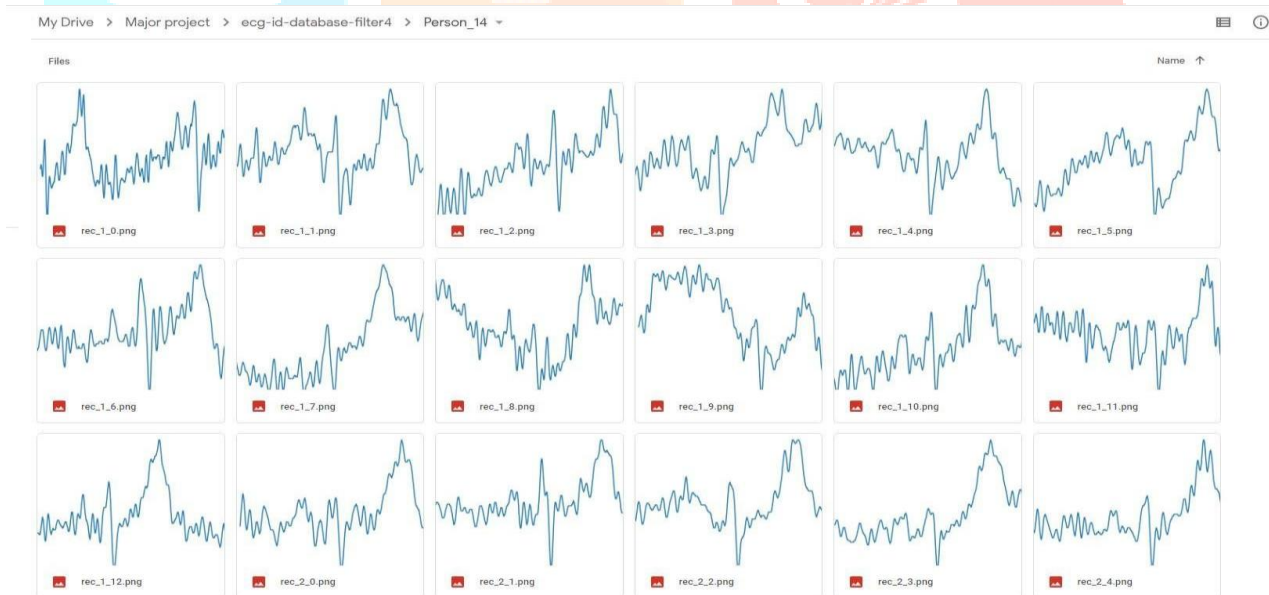 My Drive > Major project > ecg-id-database-filter4 > Person_14
Files Name ↑
rec_1_0.png rec_1_1.png rec_1_2.png rec_1_3.png rec_1_4.png rec_1_5.png
rec_1_6.png rec_1_7.png rec_1_8.png rec_1_9.png rec_1_10.png rec_1_11.png
rec_1_12.png rec_2_0.png rec_2_1.png rec_2_2.png rec_2_3.png rec_2_4.png